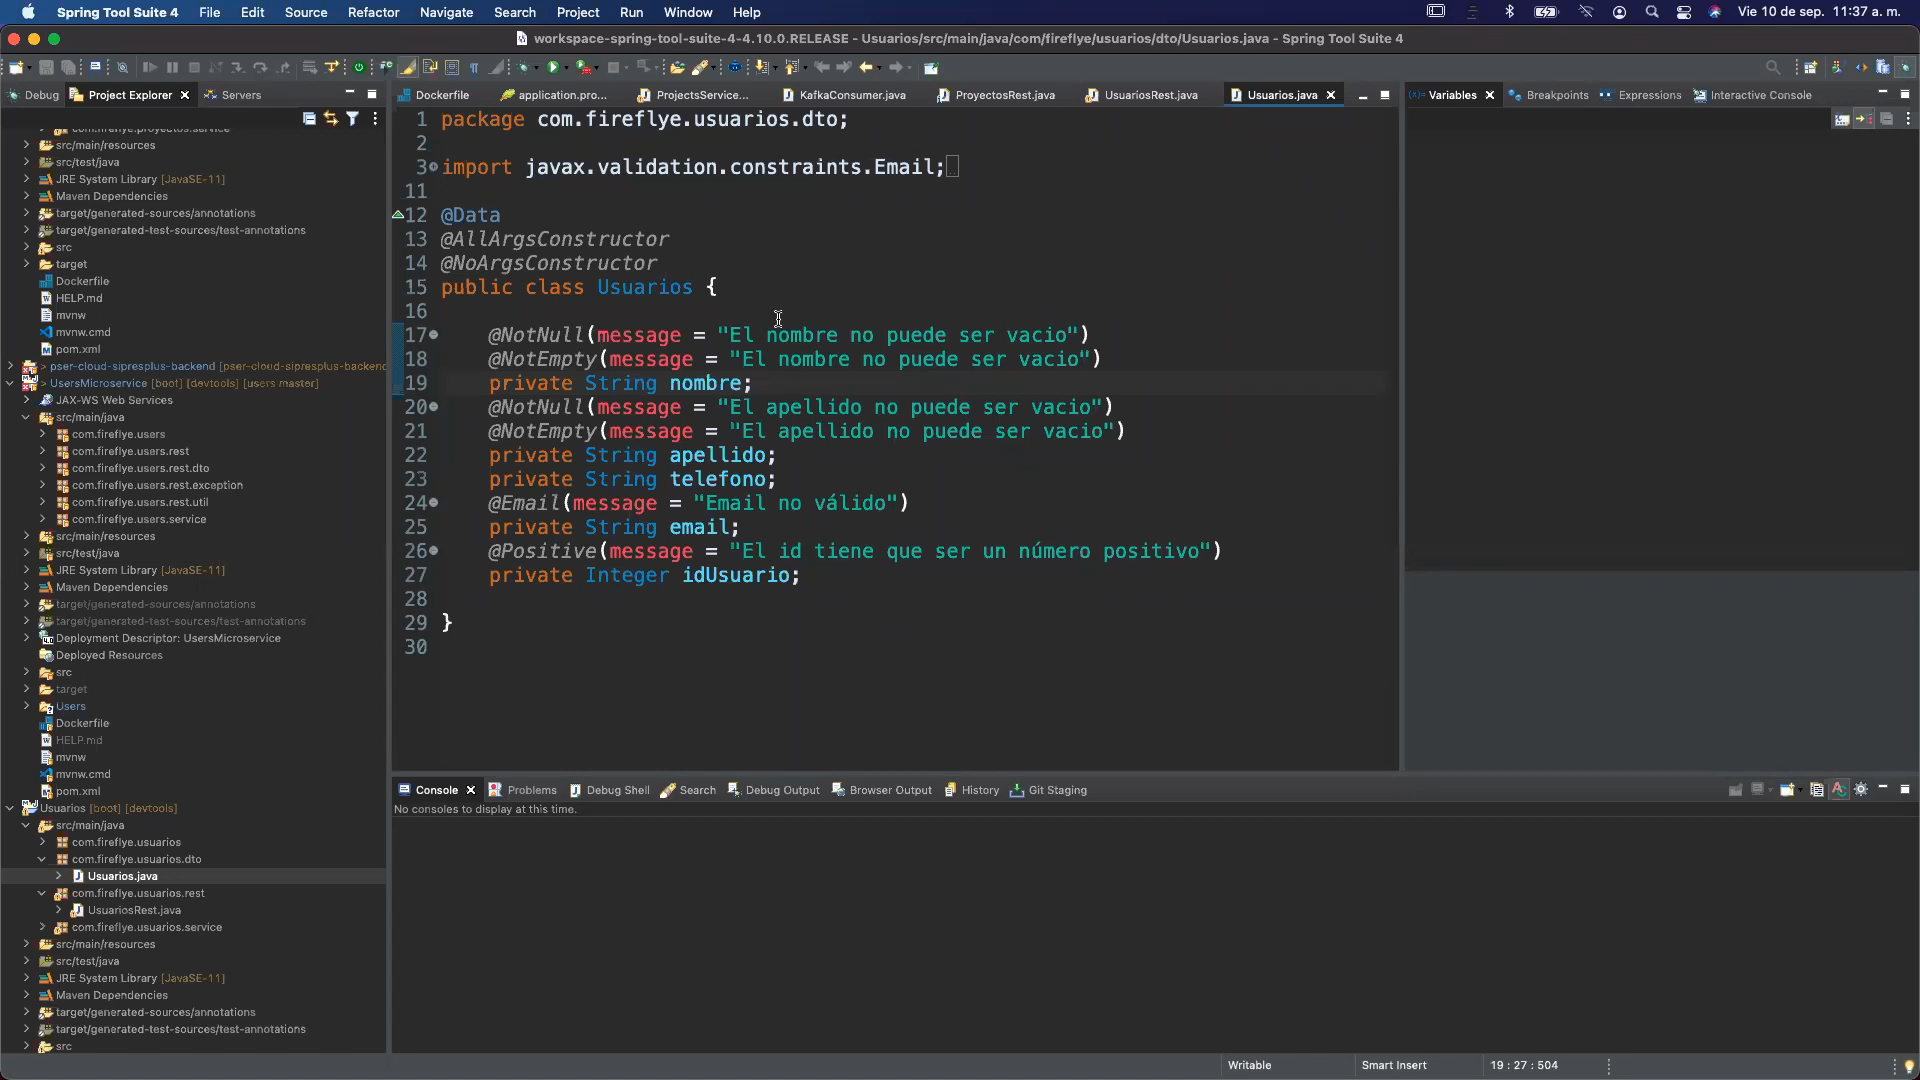 Spring Tool Suite 4 File Edit Source Refactor Navigate Search Project Run Window Help Vie 10 de sep. 11:37 a. m.
workspace-spring-tool-suite-4-4.10.0.RELEASE - Usuarios/src/main/java/com/fireflye/usuarios/dto/Usuarios.java - Spring Tool Suite 4
Debug Project Explorer Servers
com.fireflye.proyectos.service
src/main/resources
src/test/java
JRE System Library [JavaSE-11]
Maven Dependencies
target/generated-sources/annotations
target/generated-test-sources/test-annotations
src
target
Dockerfile
HELP.md
mvnw
mvnw.cmd
pom.xml
> pser-cloud-sipresplus-backend [pser-cloud-sipresplus-backend
> UsersMicroservice [boot] [devtools] [users master]
JAX-WS Web Services
src/main/java
com.fireflye.users
com.fireflye.users.rest
com.fireflye.users.rest.dto
com.fireflye.users.rest.exception
com.fireflye.users.rest.util
com.fireflye.users.service
src/main/resources
src/test/java
JRE System Library [JavaSE-11]
Maven Dependencies
target/generated-sources/annotations
target/generated-test-sources/test-annotations
Deployment Descriptor: UsersMicroservice
Deployed Resources
src
target
Users
Dockerfile
HELP.md
mvnw
mvnw.cmd
pom.xml
Usuarios [boot] [devtools]
src/main/java
com.fireflye.usuarios
com.fireflye.usuarios.dto
Usuarios.java
com.fireflye.usuarios.rest
UsuariosRest.java
com.fireflye.usuarios.service
src/main/resources
src/test/java
JRE System Library [JavaSE-11]
Maven Dependencies
target/generated-sources/annotations
target/generated-test-sources/test-annotations
src
Dockerfile application.pro... ProjectsService... KafkaConsumer.java ProyectosRest.java UsuariosRest.java Usuarios.java
1 package com.fireflye.usuarios.dto;
2
3 import javax.validation.constraints.Email;
11
12 @Data
13 @AllArgsConstructor
14 @NoArgsConstructor
15 public class Usuarios {
16
17 @NotNull(message = "El nombre no puede ser vacio")
18 @NotEmpty(message = "El nombre no puede ser vacio")
19 private String nombre;
20 @NotNull(message = "El apellido no puede ser vacio")
21 @NotEmpty(message = "El apellido no puede ser vacio")
22 private String apellido;
23 private String telefono;
24 @Email(message = "Email no válido")
25 private String email;
26 @Positive(message = "El id tiene que ser un número positivo")
27 private Integer idUsuario;
28
29 }
30
(x)= Variables Breakpoints Expressions Interactive Console
Console Problems Debug Shell Search Debug Output Browser Output History Git Staging
No consoles to display at this time.
Writable Smart Insert 19 : 27 : 504